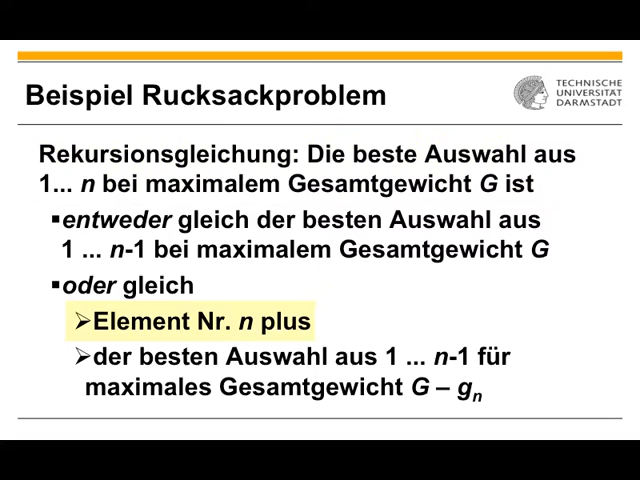 Beispiel Rucksackproblem
TECHNISCHE
UNIVERSITÄT
DARMSTADT
Rekursionsgleichung: Die beste Auswahl aus
1... n bei maximalem Gesamtgewicht G ist
▪entweder gleich der besten Auswahl aus
1 ... n-1 bei maximalem Gesamtgewicht G
▪oder gleich
➢Element Nr. n plus
➢der besten Auswahl aus 1 ... n-1 für
maximales Gesamtgewicht G – gn